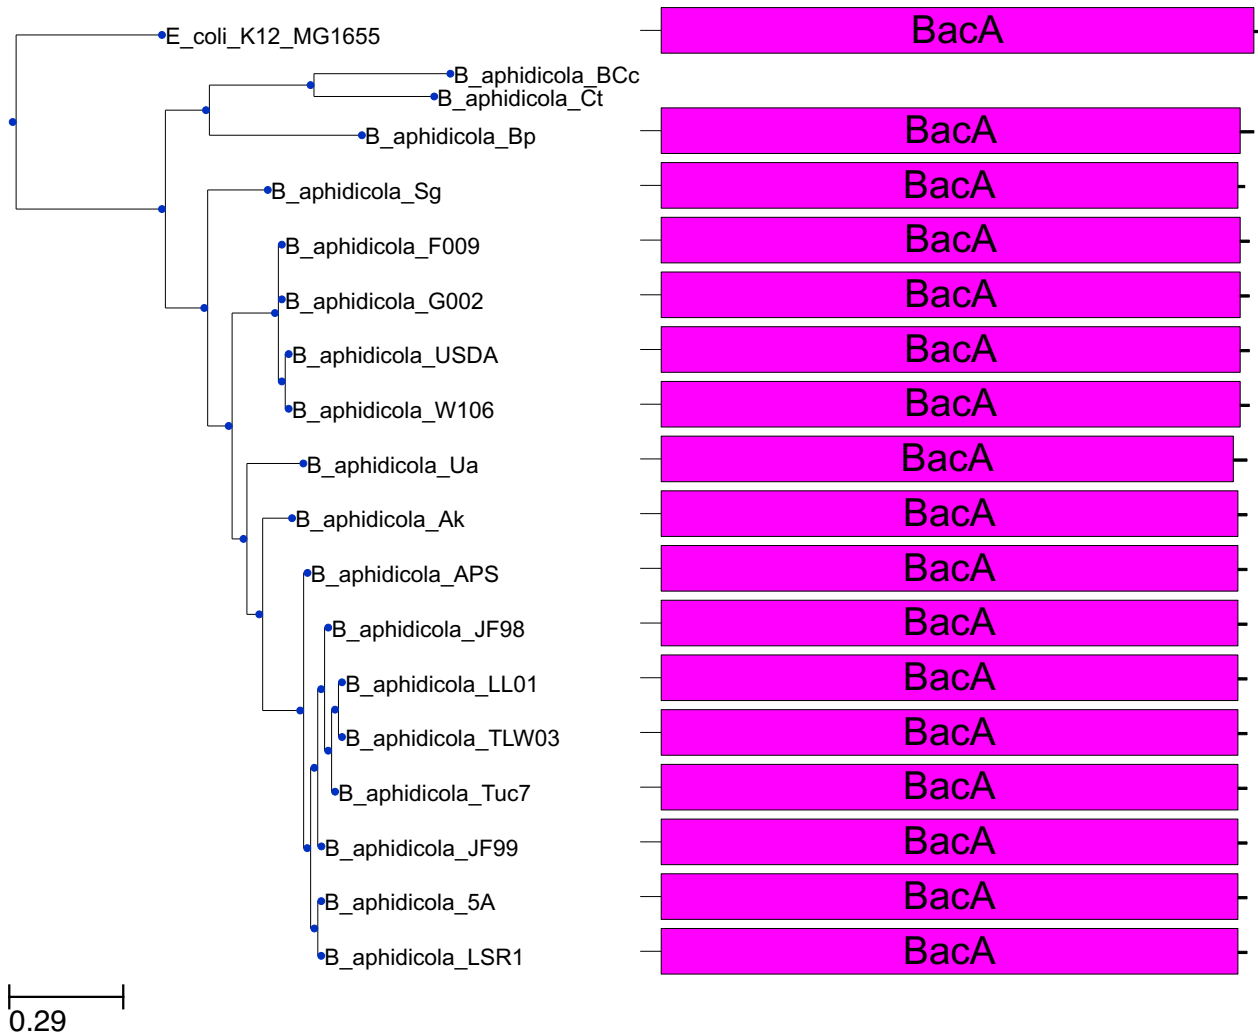 E_coli_K12_MG1655 BacA
B_aphidicola_BCc
B_aphidicola_Ct
B_aphidicola_Bp BacA
B_aphidicola_Sg BacA
B_aphidicola_F009 BacA
B_aphidicola_G002 BacA
B_aphidicola_USDA BacA
B_aphidicola_W106 BacA
B_aphidicola_Ua BacA
B_aphidicola_Ak BacA
B_aphidicola_APS BacA
B_aphidicola_JF98 BacA
B_aphidicola_LL01 BacA
B_aphidicola_TLW03 BacA
B_aphidicola_Tuc7 BacA
B_aphidicola_JF99 BacA
B_aphidicola_5A BacA
B_aphidicola_LSR1 BacA
0.29